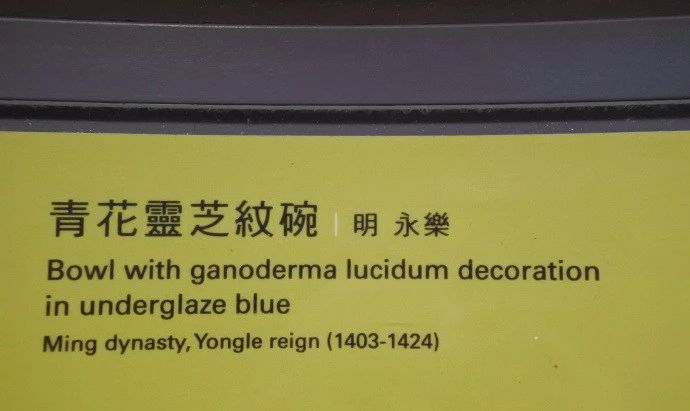 青花靈芝紋碗 | 明 永樂
Bowl with ganoderma lucidum decoration
in underglaze blue
Ming dynasty, Yongle reign (1403-1424)